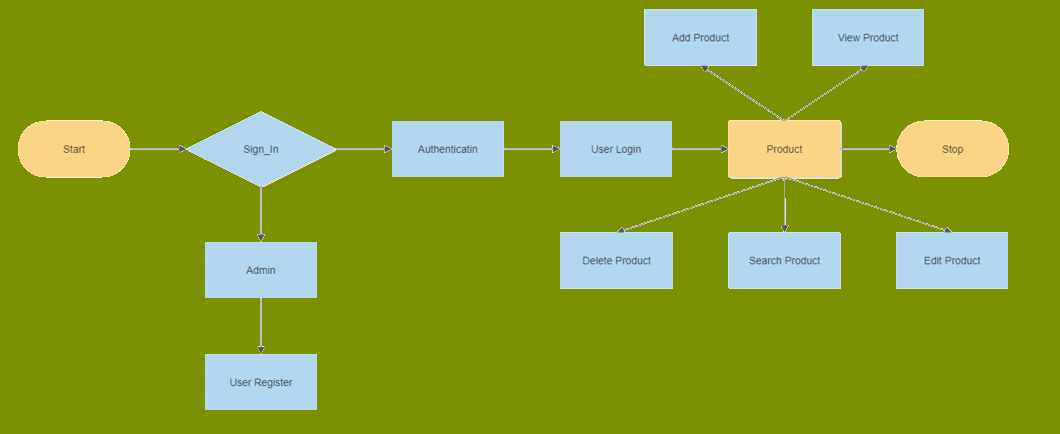 Add Product
View Product
Start
Sign_In
Authenticatin
User Login
Product
Stop
Delete Product
Search Product
Edit Product
Admin
User Register